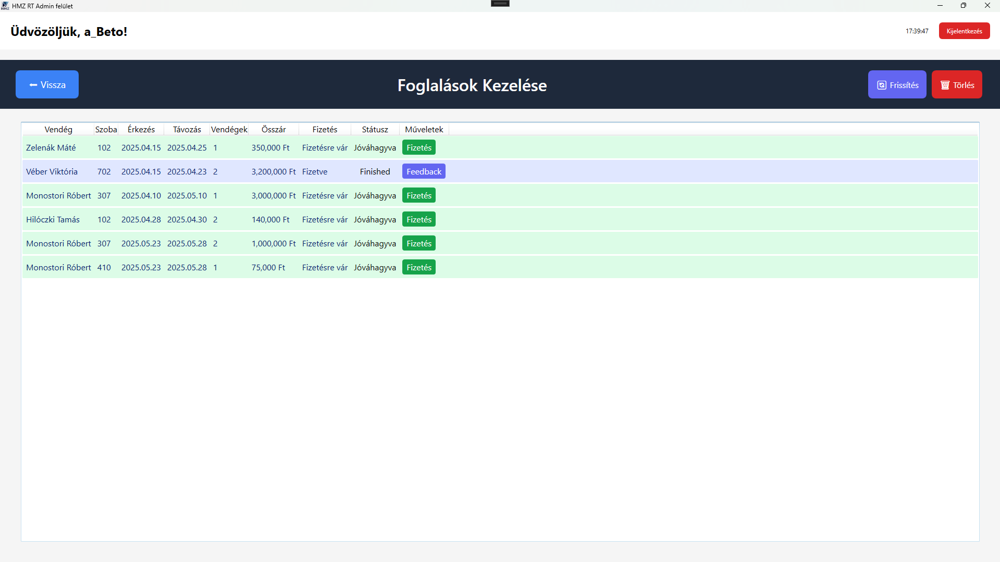 HMZ RT Admin felület
Üdvözöljük, a_Beto!
17:39:47
Kijelentkezés
Vissza
Foglalások Kezelése
Frissítés
Törlés
Vendég Szoba Érkezés Távozás Vendégek Összár Fizetés Státusz Műveletek
Zelenák Máté 102 2025.04.15 2025.04.25 1 350,000 Ft Fizetésre vár Jóváhagyva Fizetés
Véber Viktória 702 2025.04.15 2025.04.23 2 3,200,000 Ft Fizetve Finished Feedback
Monostori Róbert 307 2025.04.10 2025.05.10 1 3,000,000 Ft Fizetésre vár Jóváhagyva Fizetés
Hilóczki Tamás 102 2025.04.28 2025.04.30 2 140,000 Ft Fizetésre vár Jóváhagyva Fizetés
Monostori Róbert 307 2025.05.23 2025.05.28 2 1,000,000 Ft Fizetésre vár Jóváhagyva Fizetés
Monostori Róbert 410 2025.05.23 2025.05.28 1 75,000 Ft Fizetésre vár Jóváhagyva Fizetés